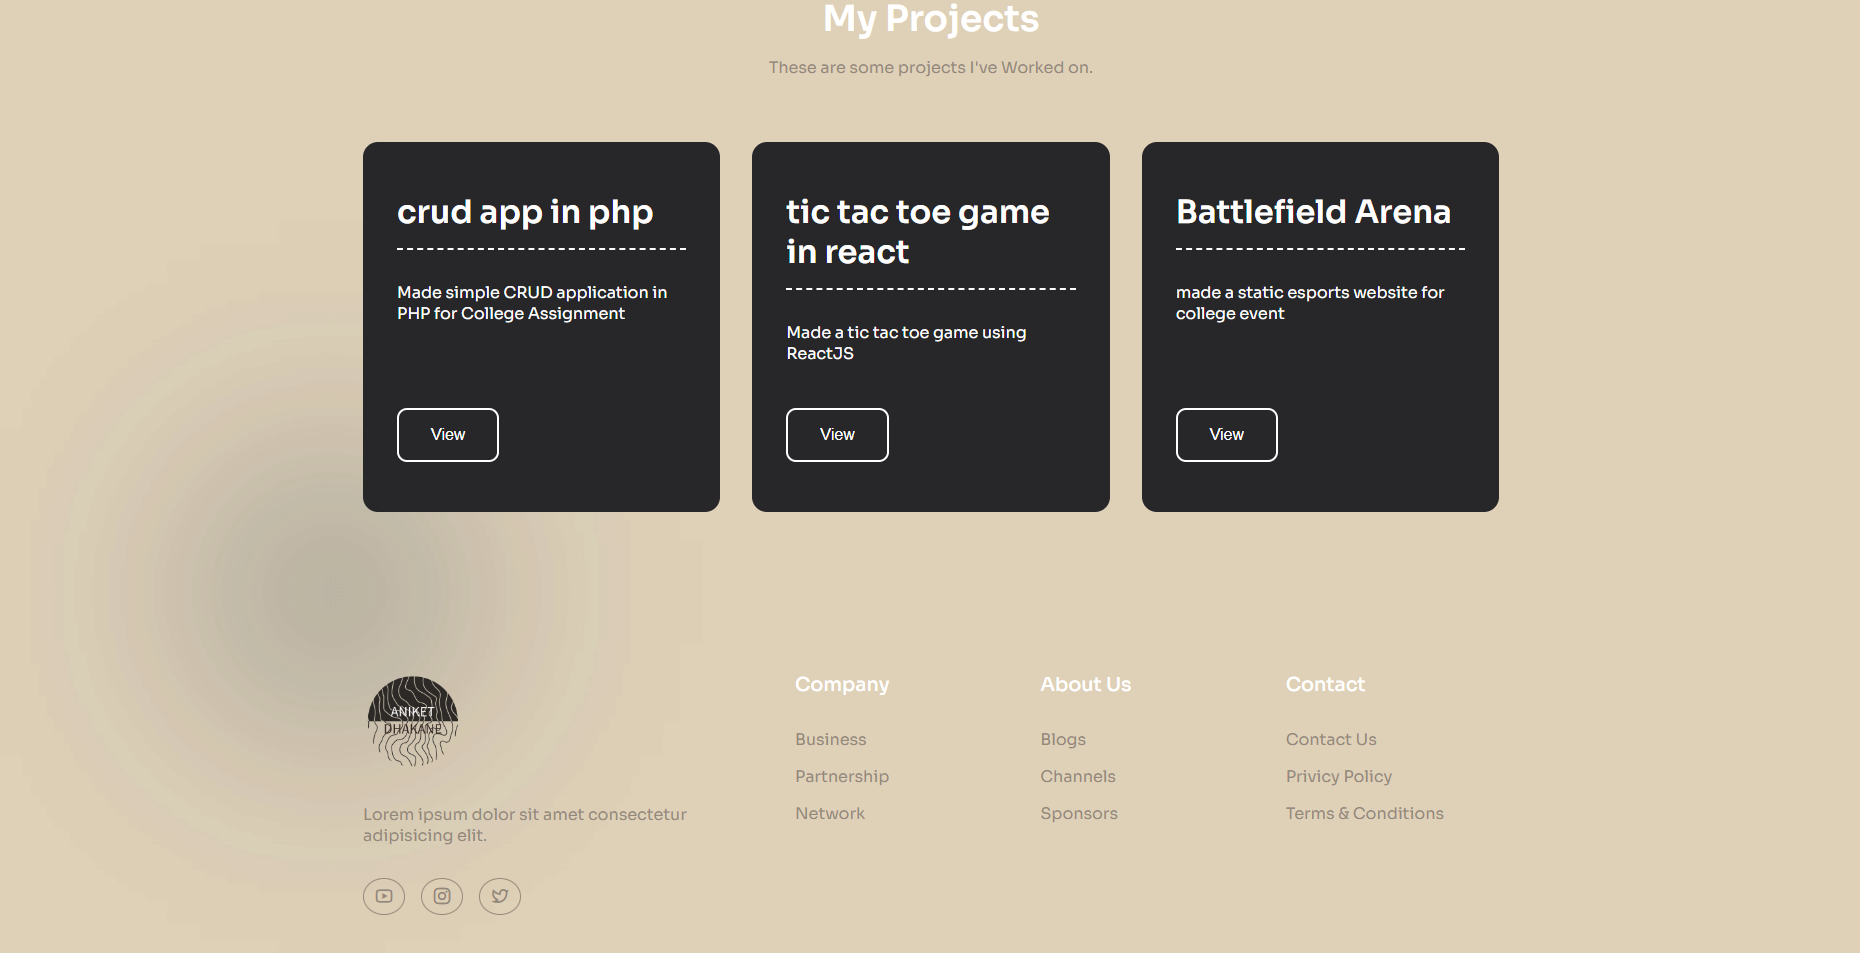 My Projects
These are some projects I've Worked on.
crud app in php
Made simple CRUD application in
PHP for College Assignment
View
tic tac toe game
in react
Made a tic tac toe game using
ReactJS
View
Battlefield Arena
made a static esports website for
college event
View
ANIKET
DHAKANE
Lorem ipsum dolor sit amet consectetur
adipisicing elit.
Company
Business
Partnership
Network
About Us
Blogs
Channels
Sponsors
Contact
Contact Us
Privicy Policy
Terms & Conditions